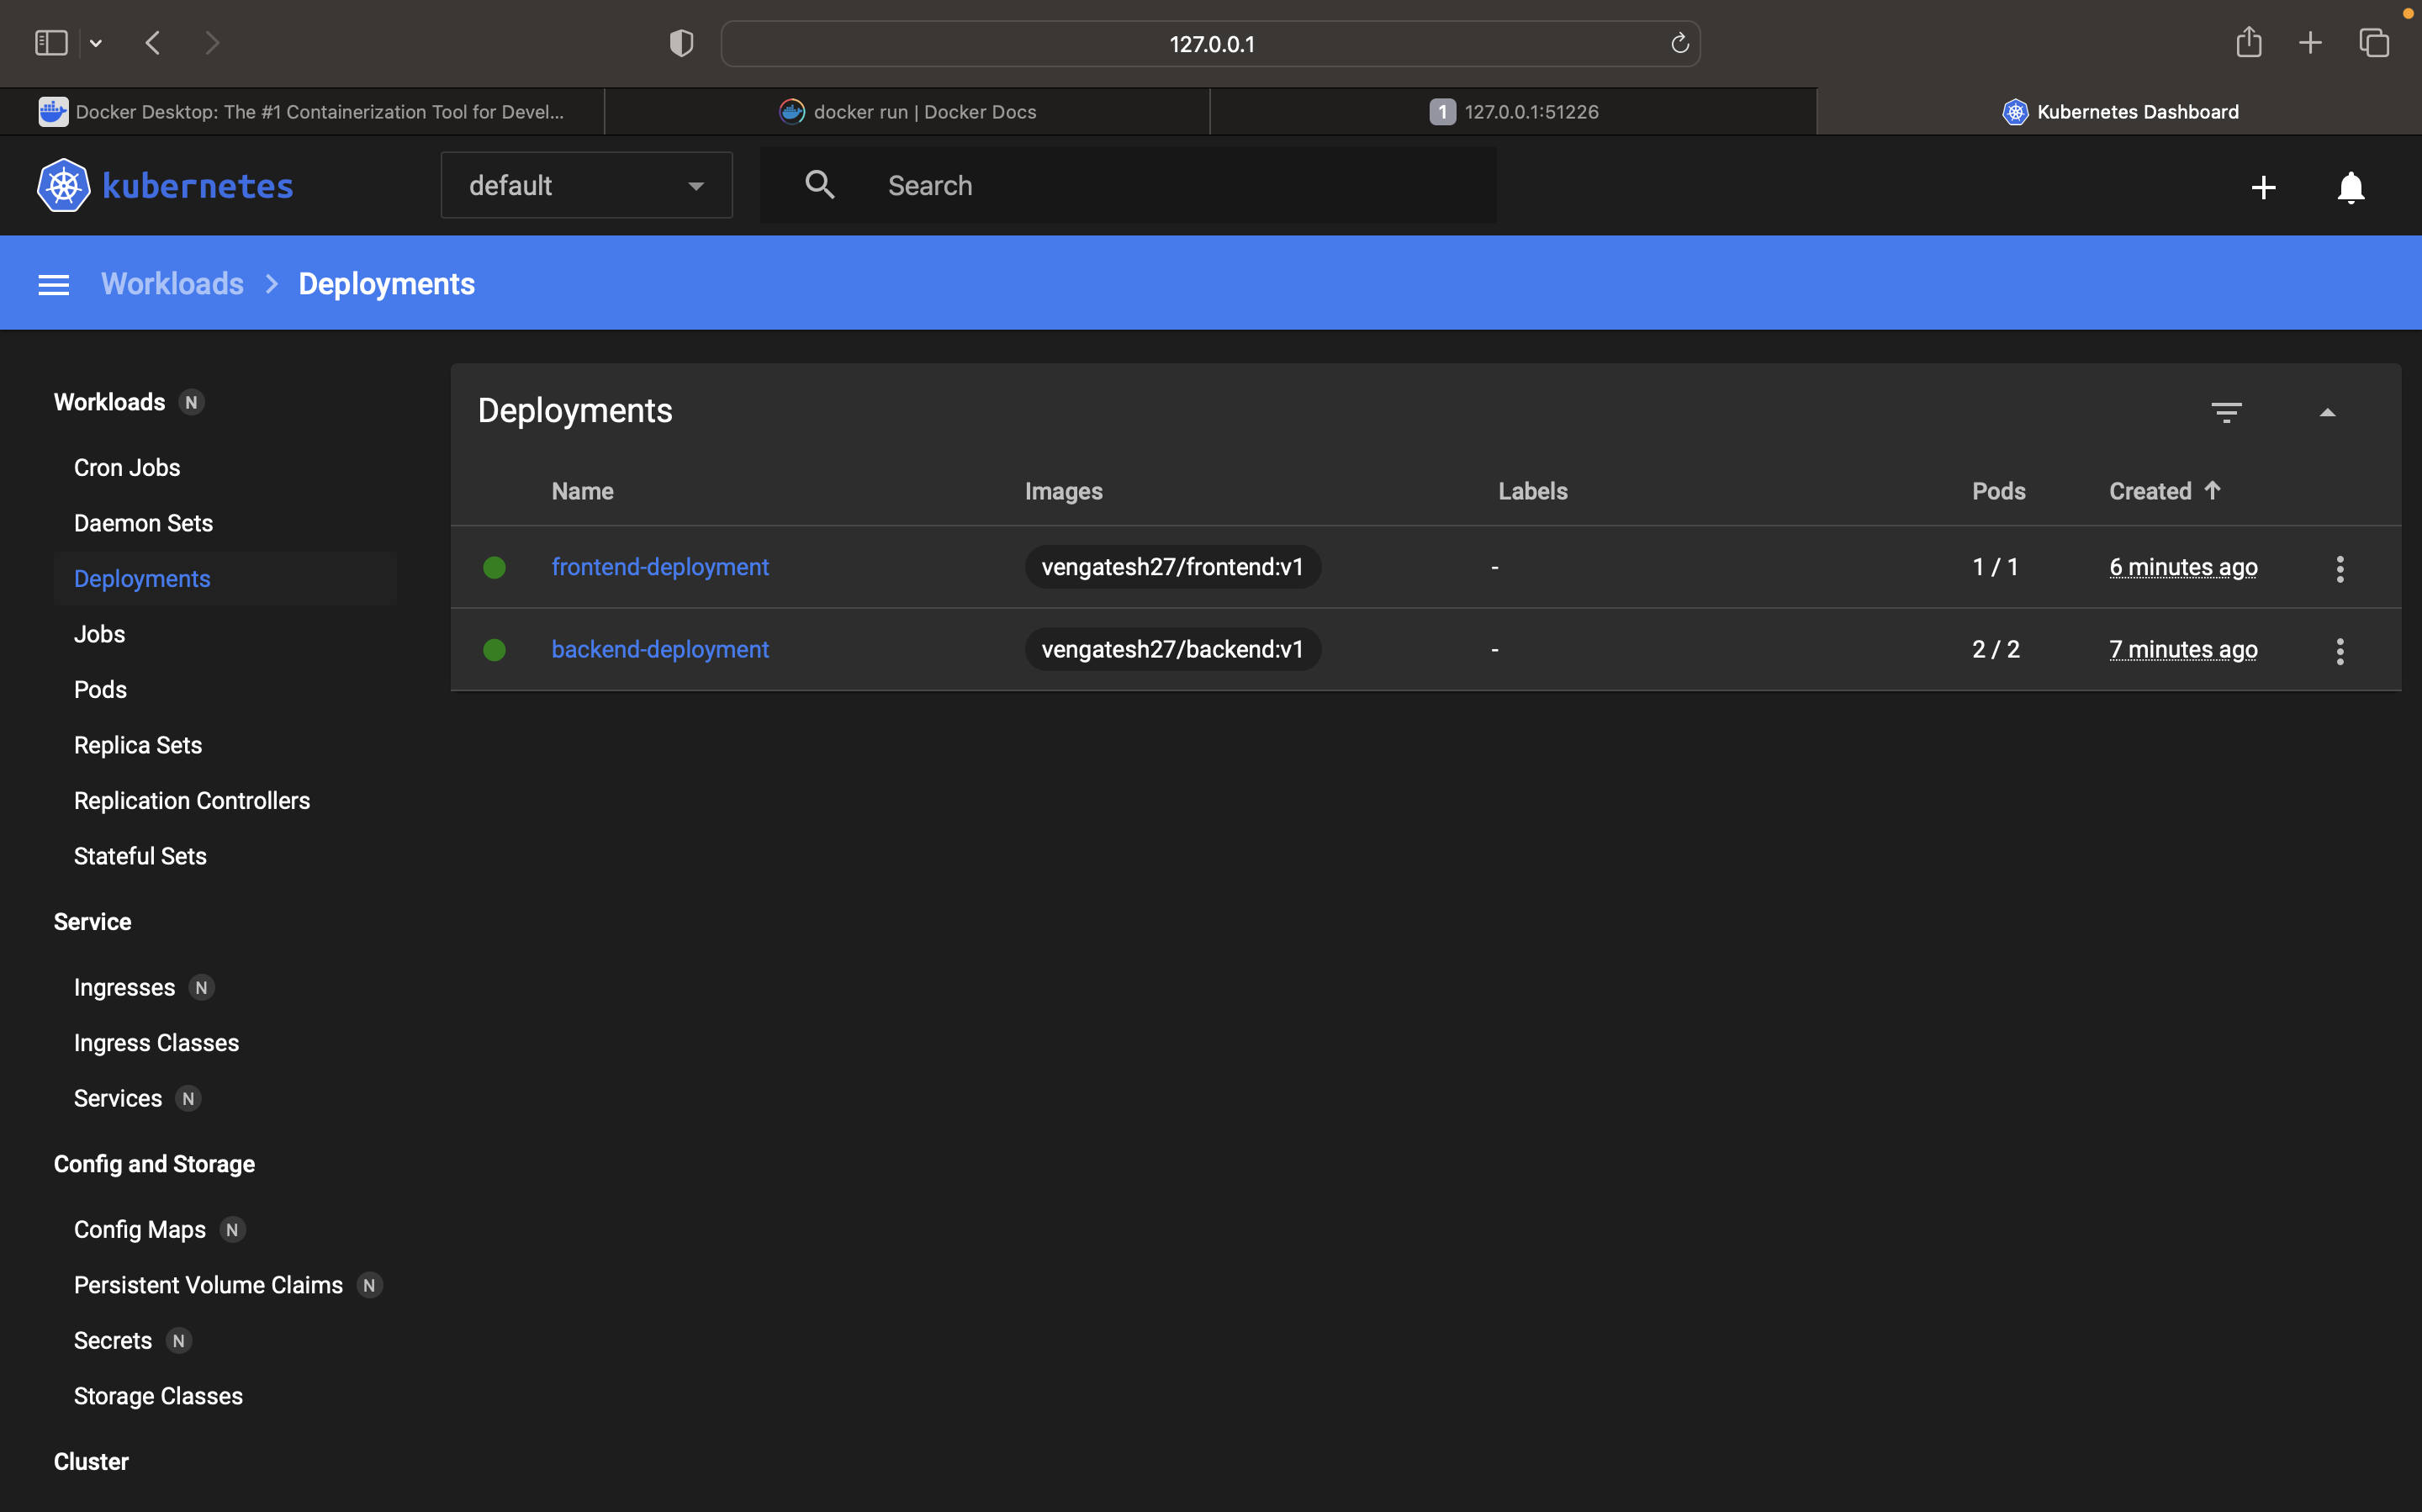 127.0.0.1
Docker Desktop: The #1 Containerization Tool for Devel...
docker run | Docker Docs
1 127.0.0.1:51226
Kubernetes Dashboard
kubernetes
default
Search
Workloads > Deployments
Workloads N
Cron Jobs
Daemon Sets
Deployments
Jobs
Pods
Replica Sets
Replication Controllers
Stateful Sets
Service
Ingresses N
Ingress Classes
Services N
Config and Storage
Config Maps N
Persistent Volume Claims N
Secrets N
Storage Classes
Cluster
Deployments
Name Images Labels Pods Created ↑
frontend-deployment vengatesh27/frontend:v1 - 1 / 1 6 minutes ago
backend-deployment vengatesh27/backend:v1 - 2 / 2 7 minutes ago